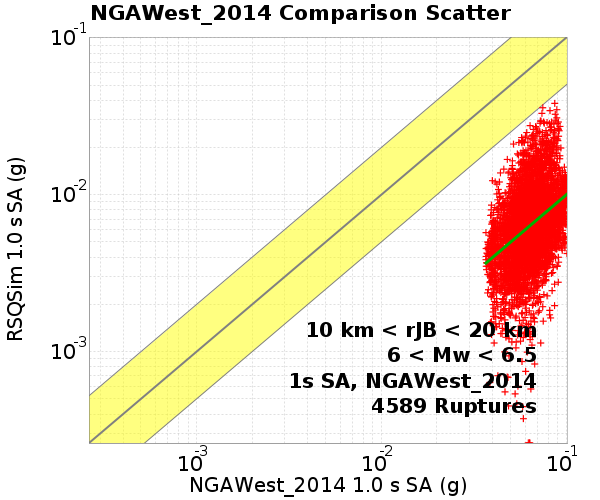 NGAWest_2014 Comparison Scatter
10-1
10-2
10-3
RSQSim 1.0 s SA (g)
10 km < rJB < 20 km
6 < Mw < 6.5
1s SA, NGAWest_2014
4589 Ruptures
10-3 10-2 10-1
NGAWest_2014 1.0 s SA (g)